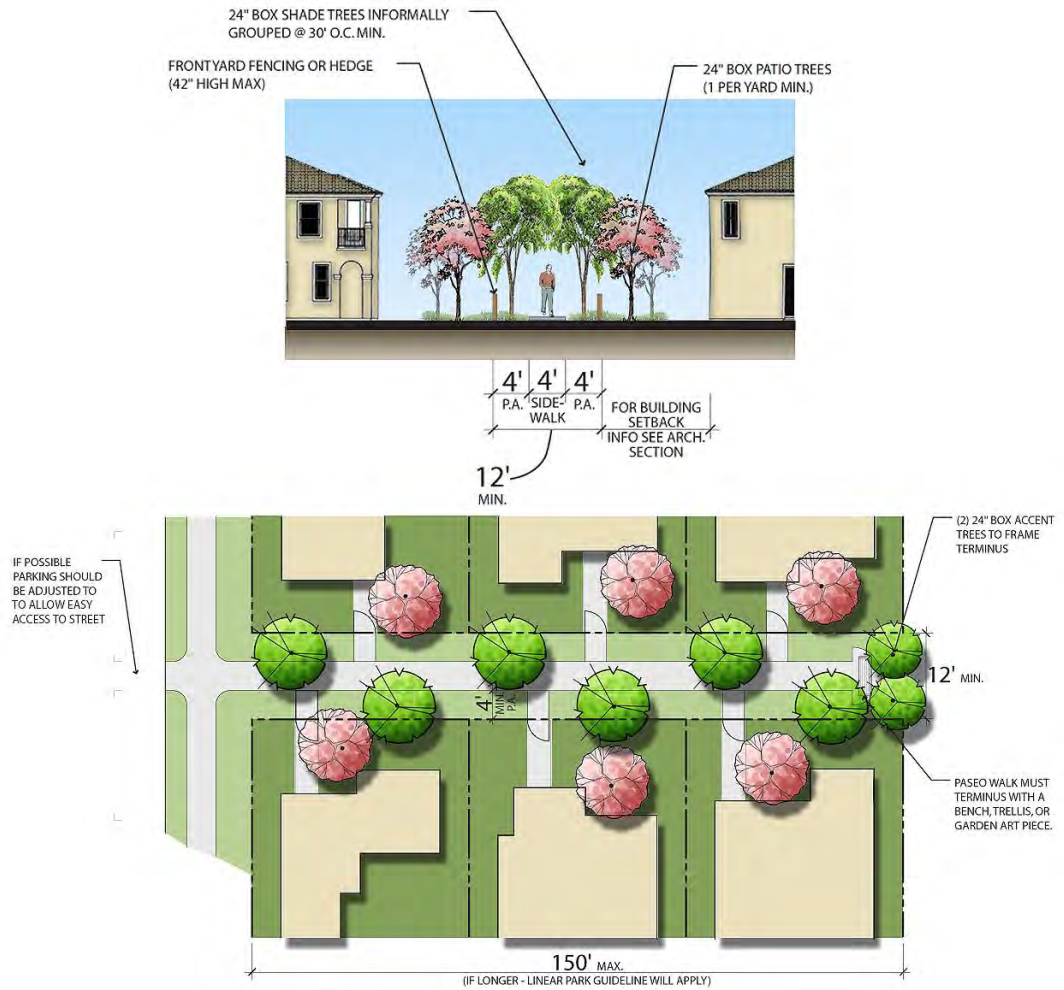 24" BOX SHADE TREES INFORMALLY
GROUPED @ 30' O.C. MIN.
FRONTYARD FENCING OR HEDGE
(42" HIGH MAX)
24" BOX PATIO TREES
(1 PER YARD MIN.)
4' 4' 4'
P.A. SIDE- P.A.
WALK
FOR BUILDING
SETBACK
INFO SEE ARCH.
SECTION
12'
MIN.
(2) 24" BOX ACCENT
TREES TO FRAME
TERMINUS
IF POSSIBLE
PARKING SHOULD
BE ADJUSTED TO
TO ALLOW EASY
ACCESS TO STREET
12' MIN.
4'
MIN.
P.A.
PASEO WALK MUST
TERMINUS WITH A
BENCH, TRELLIS, OR
GARDEN ART PIECE.
150' MAX.
(IF LONGER - LINEAR PARK GUIDELINE WILL APPLY)